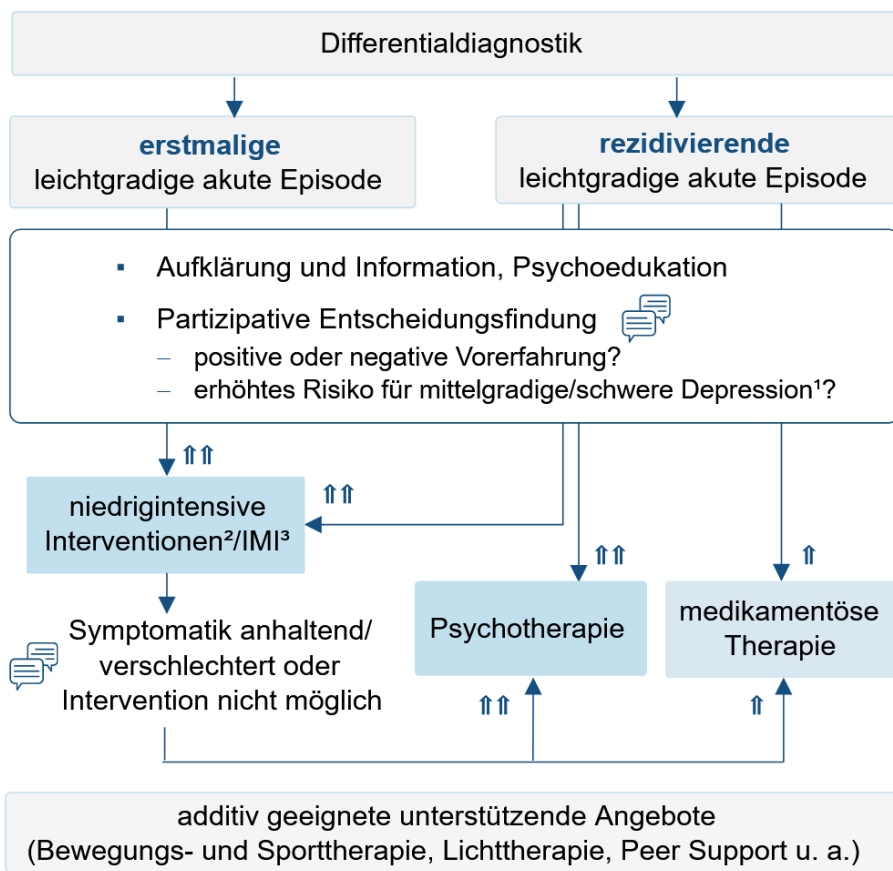 Differentialdiagnostik
erstmalige
leichtgradige akute Episode
rezidivierende
leichtgradige akute Episode
▪ Aufklärung und Information, Psychoedukation
▪ Partizipative Entscheidungsfindung
– positive oder negative Vorerfahrung?
– erhöhtes Risiko für mittelgradige/schwere Depression¹?
⇑⇑
niedrigintensive
Interventionen²/IMI³
⇑⇑
⇑⇑
Psychotherapie
⇑
medikamentöse
Therapie
Symptomatik anhaltend/
verschlechtert oder
Intervention nicht möglich
⇑⇑
⇑
additiv geeignete unterstützende Angebote
(Bewegungs- und Sporttherapie, Lichttherapie, Peer Support u. a.)